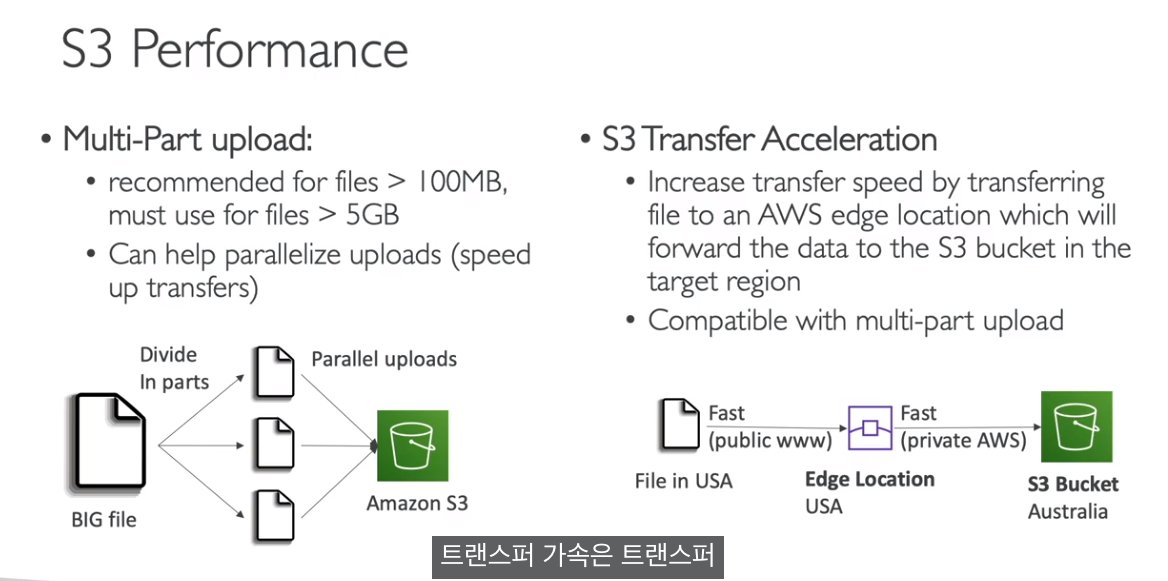 S3 Performance
• Multi-Part upload:
• recommended for files > 100MB,
must use for files > 5GB
• Can help parallelize uploads (speed
up transfers)
Divide
In parts
Parallel uploads
BIG file
Amazon S3
• S3 Transfer Acceleration
• Increase transfer speed by transferring
file to an AWS edge location which will
forward the data to the S3 bucket in the
target region
• Compatible with multi-part upload
Fast
(public www)
Fast
(private AWS)
File in USA
Edge Location
USA
S3 Bucket
Australia
트랜스퍼 가속은 트랜스퍼